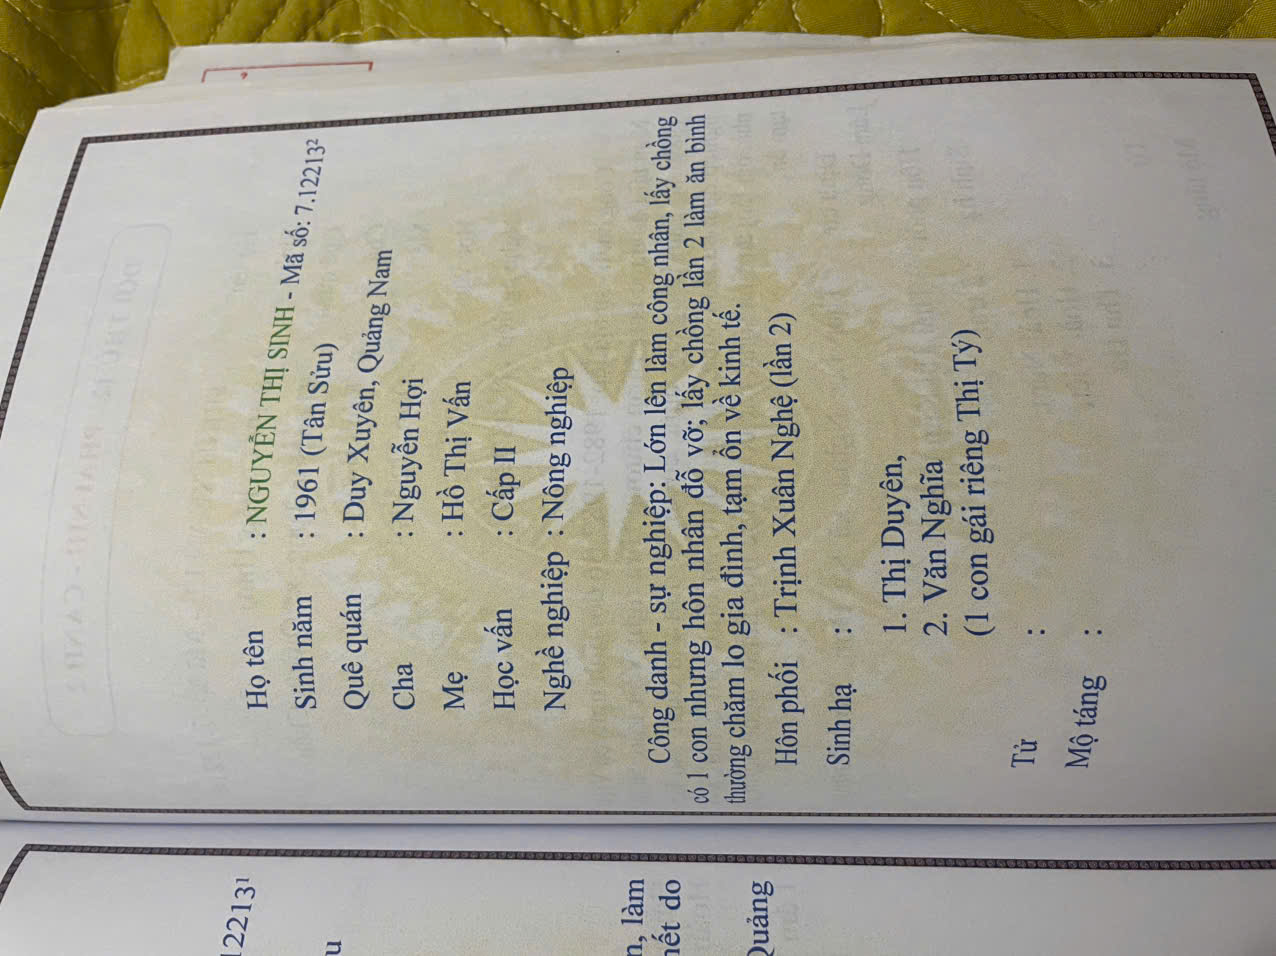 Họ tên : NGUYỄN THỊ SINH - Mã số: 7.12213²
Sinh năm : 1961 (Tân Sửu)
Quê quán : Duy Xuyên, Quảng Nam
Cha : Nguyễn Hợi
Mẹ : Hồ Thị Vấn
Học vấn : Cấp II
Nghề nghiệp : Nông nghiệp
Công danh - sự nghiệp: Lớn lên làm công nhân, lấy chồng
có 1 con nhưng hôn nhân đỗ vỡ; lấy chồng lần 2 làm ăn bình
thường chăm lo gia đình, tạm ổn về kinh tế.
Hôn phối : Trịnh Xuân Nghệ (lần 2)
Sinh hạ :
1. Thị Duyên,
2. Văn Nghĩa
(1 con gái riêng Thị Tý)
Tử :
Mộ táng :
12213¹
u
n, làm
hết do
Quảng